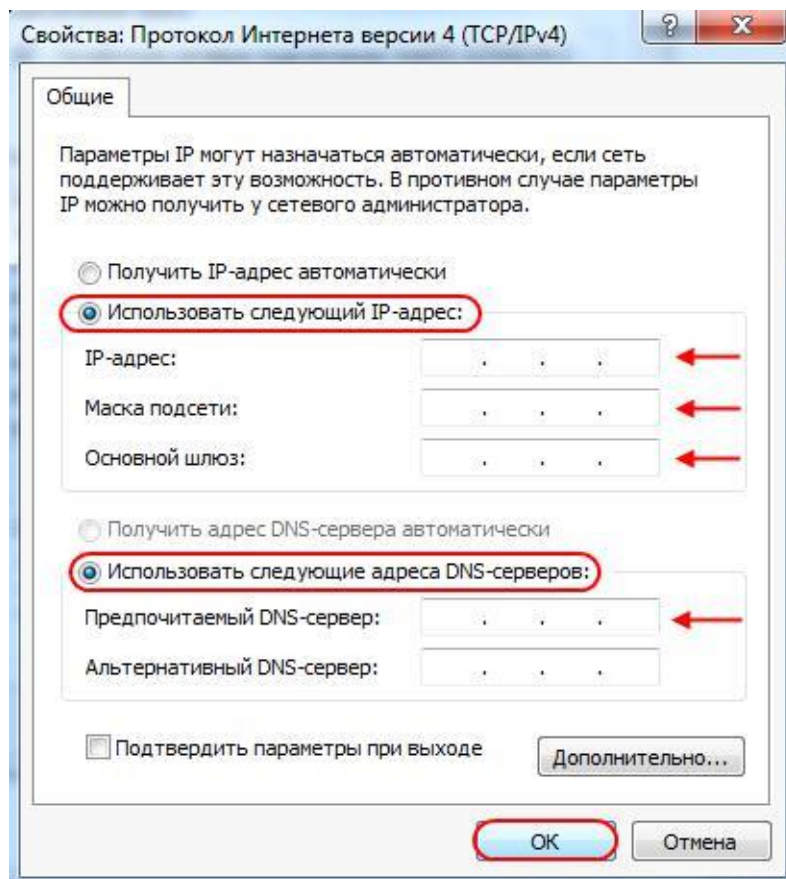 Свойства: Протокол Интернета версии 4 (TCP/IPv4)
?
X
Общие
Параметры IP могут назначаться автоматически, если сеть
поддерживает эту возможность. В противном случае параметры
IP можно получить у сетевого администратора.
Получить IP-адрес автоматически
Использовать следующий IP-адрес:
IP-адрес: . . .
Маска подсети: . . .
Основной шлюз: . . .
Получить адрес DNS-сервера автоматически
Использовать следующие адреса DNS-серверов:
Предпочитаемый DNS-сервер: . . .
Альтернативный DNS-сервер: . . .
Подтвердить параметры при выходе
Дополнительно...
ОК
Отмена